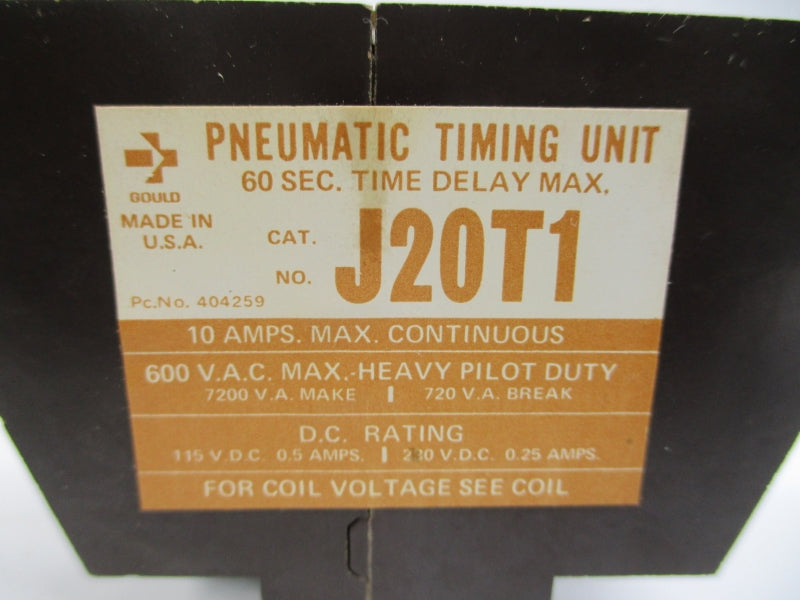 PNEUMATIC TIMING UNIT
60 SEC. TIME DELAY MAX.
GOULD
MADE IN
U.S.A.
CAT.
NO.
J20T1
Pc.No. 404259
10 AMPS. MAX. CONTINUOUS
600 V.A.C. MAX.-HEAVY PILOT DUTY
7200 V.A. MAKE | 720 V.A. BREAK
D.C. RATING
115 V.D.C. 0.5 AMPS. | 230 V.D.C. 0.25 AMPS.
FOR COIL VOLTAGE SEE COIL